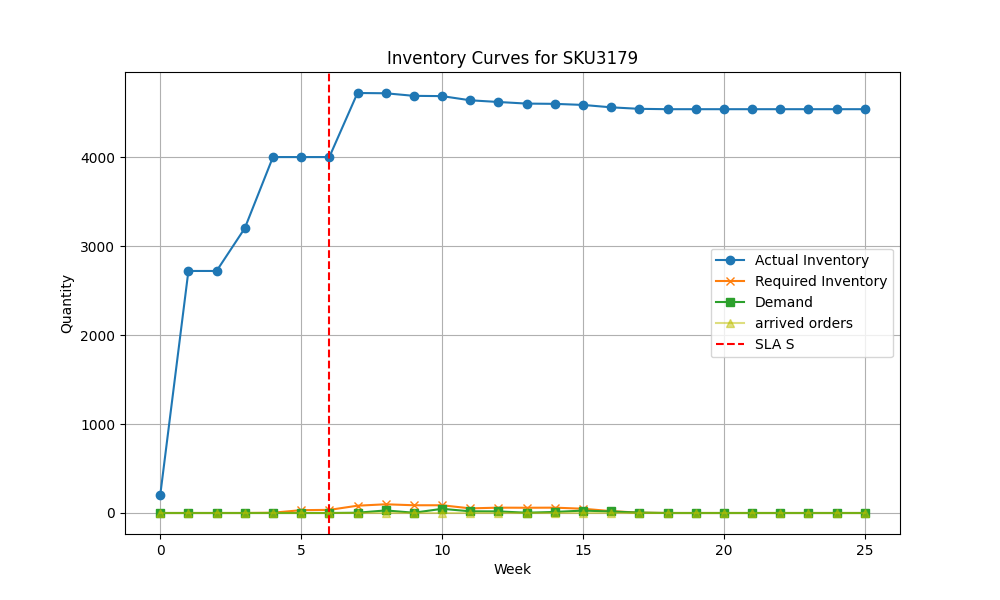 Inventory Curves for SKU3179
Quantity
4000
3000
2000
1000
0
Actual Inventory
Required Inventory
Demand
arrived orders
SLA S
0 5 10 15 20 25
Week